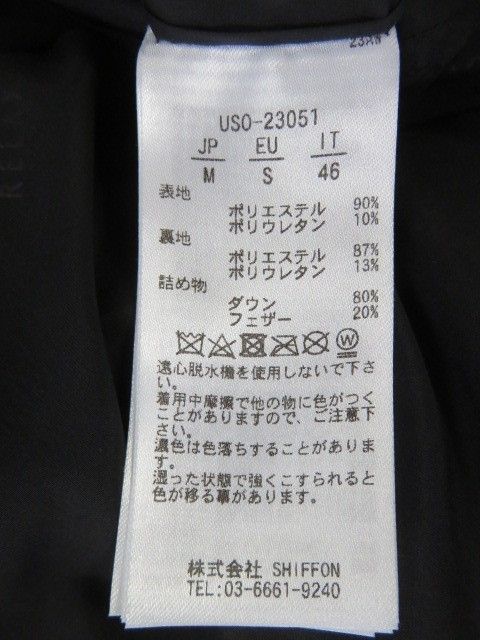 23AW
USO-23051
JP EU IT
M S 46
表地
ポリエステル 90%
ポリウレタン 10%
裏地
ポリエステル 87%
ポリウレタン 13%
詰め物
ダウン 80%
フェザー 20%
W
遠心脱水機を使用しないで下さ
い。
着用中摩擦で他の物に色がつく
ことがありますので、ご注意下
さい。
濃色は色落ちすることがありま
す。
湿った状態で強くこすられると
色が移る事があります。
株式会社 SHIFFON
TEL:03-6661-9240